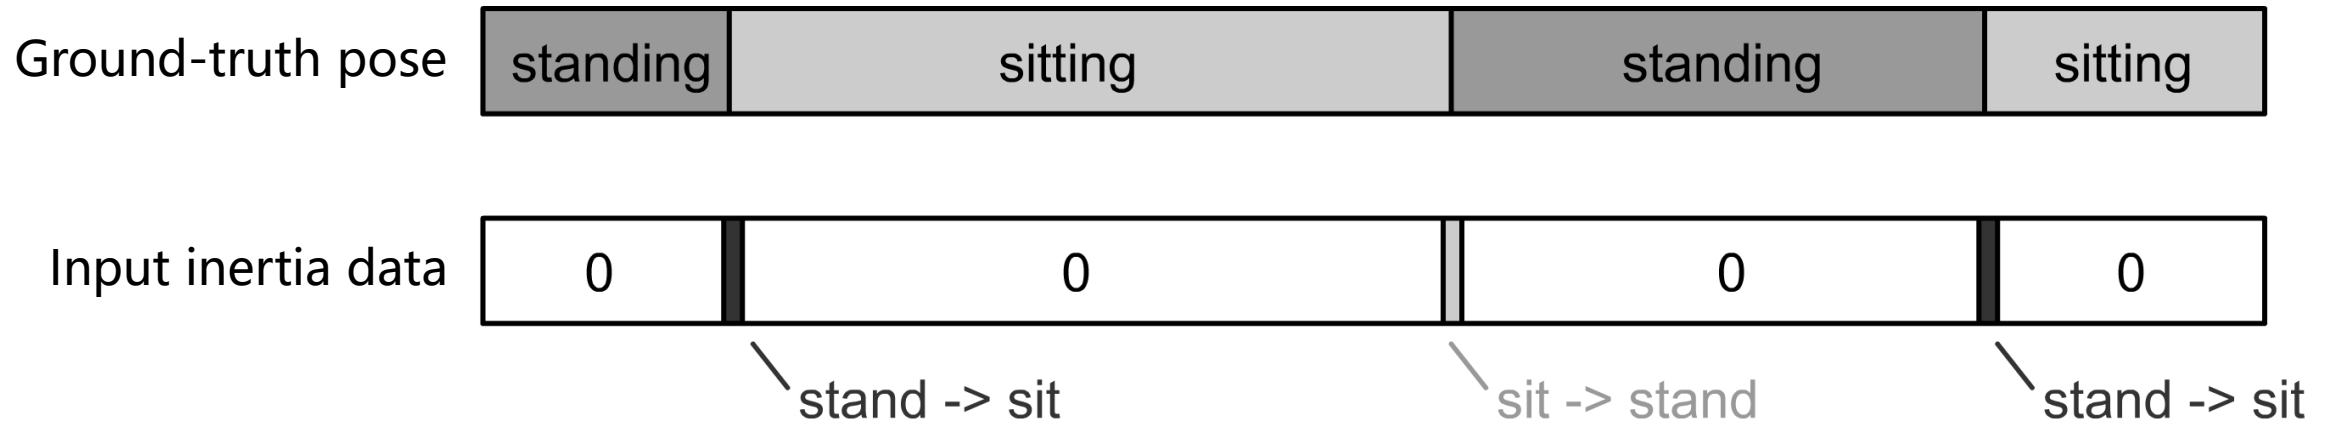 Ground-truth pose standing sitting standing sitting
Input inertia data 0 0 0 0
stand -> sit sit -> stand stand -> sit